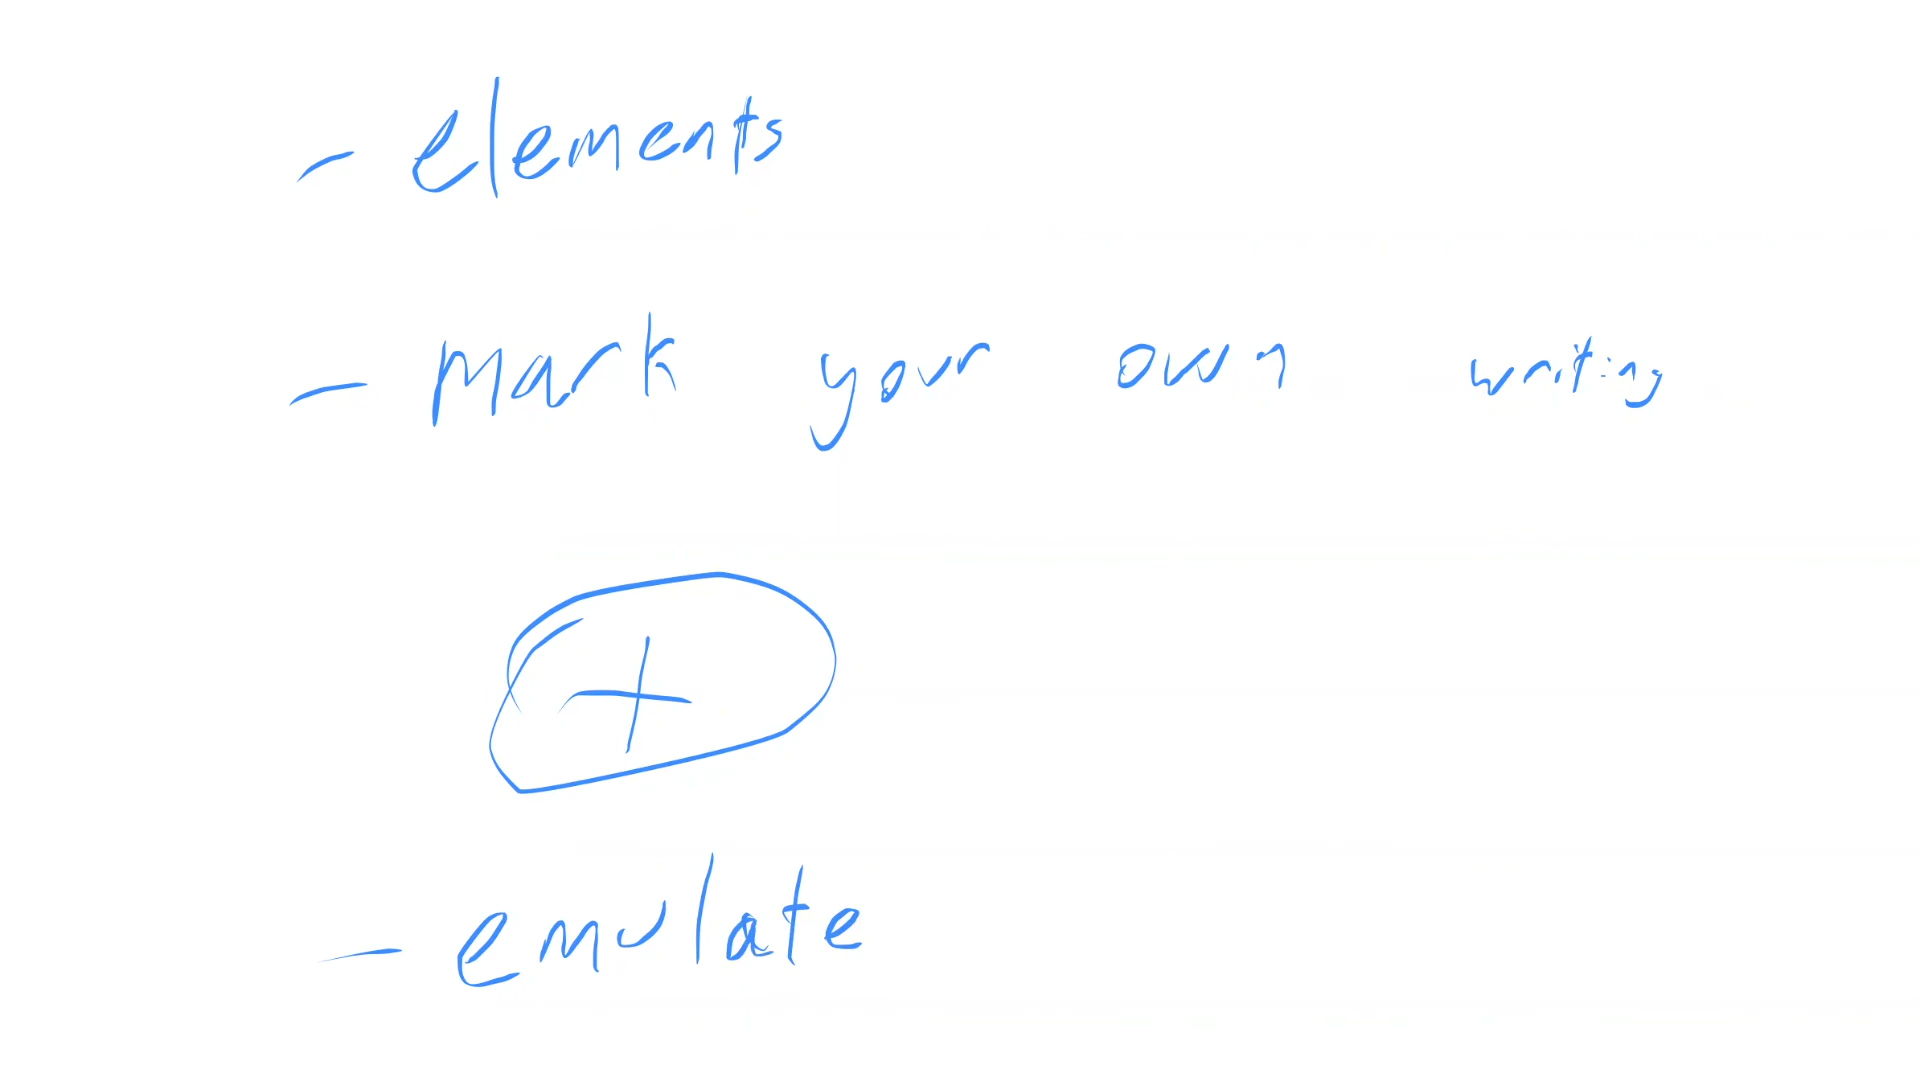 - elements
- mark your own writing
+
- emulate